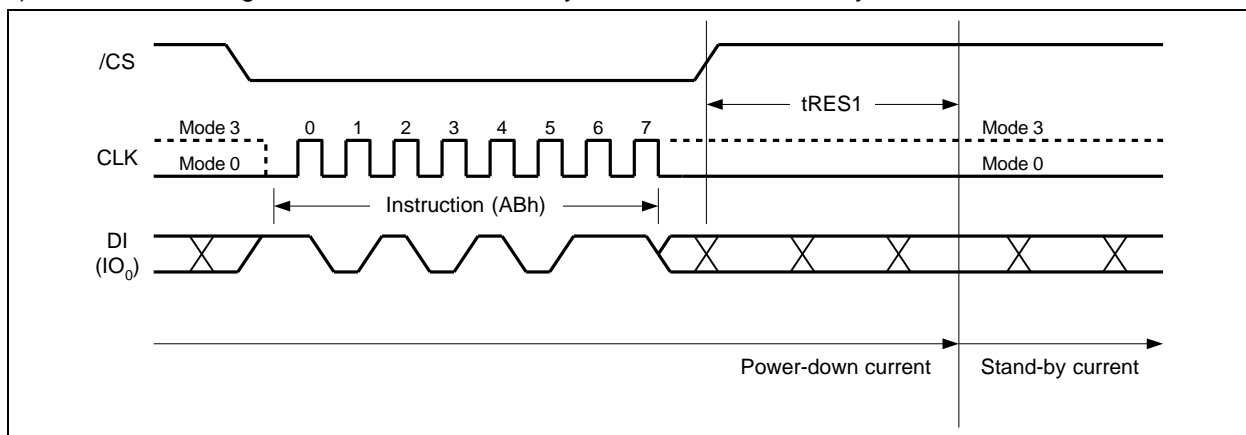 /CS
tRES1
Mode 3 0 1 2 3 4 5 6 7 Mode 3
CLK
Mode 0 Mode 0
Instruction (ABh)
DI
(IO₀)
Power-down current Stand-by current